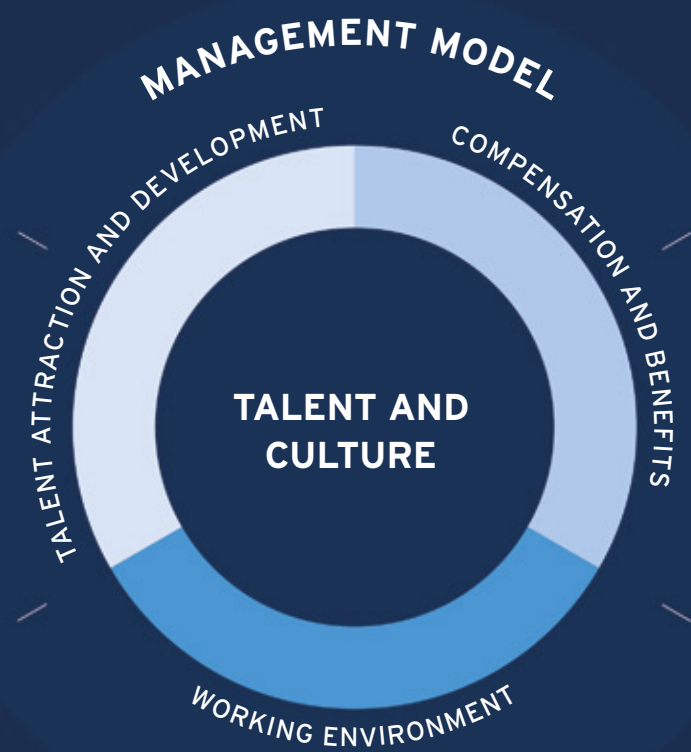 MANAGEMENT MODEL
TALENT ATTRACTION AND DEVELOPMENT
COMPENSATION AND BENEFITS
TALENT AND
CULTURE
WORKING ENVIRONMENT